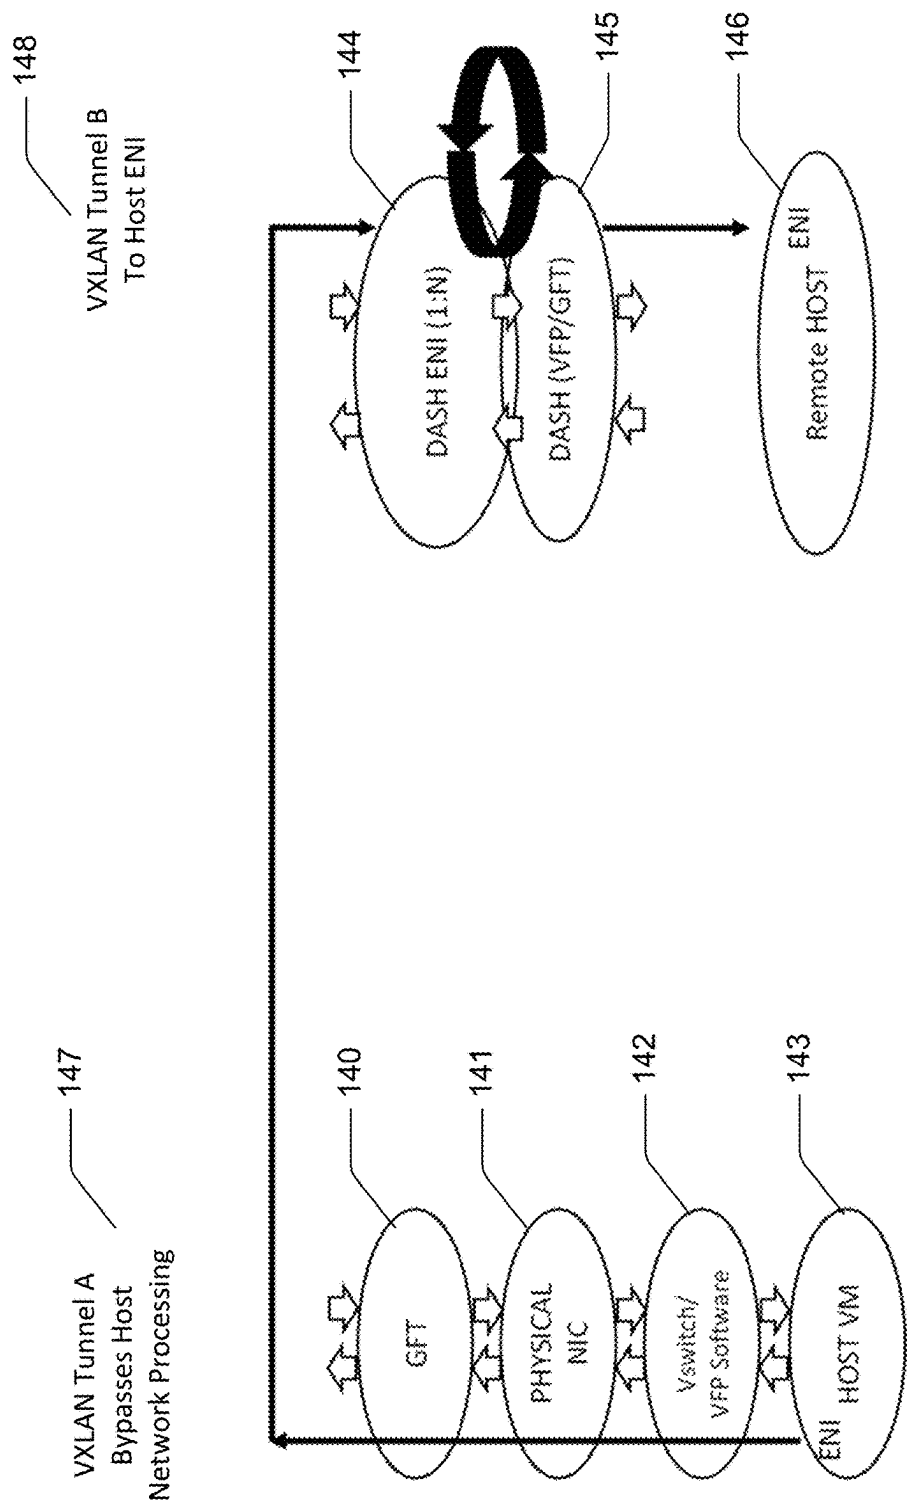 VXLAN Tunnel A
Bypasses Host
Network Processing
147
VXLAN Tunnel B
To Host ENI
148
GFT
140
PHYSICAL
NIC
141
Vswitch/
VFP Software
142
ENI
HOST VM
143
DASH ENI (1:N)
144
DASH (VFP/GFT)
145
Remote HOST
ENI
146